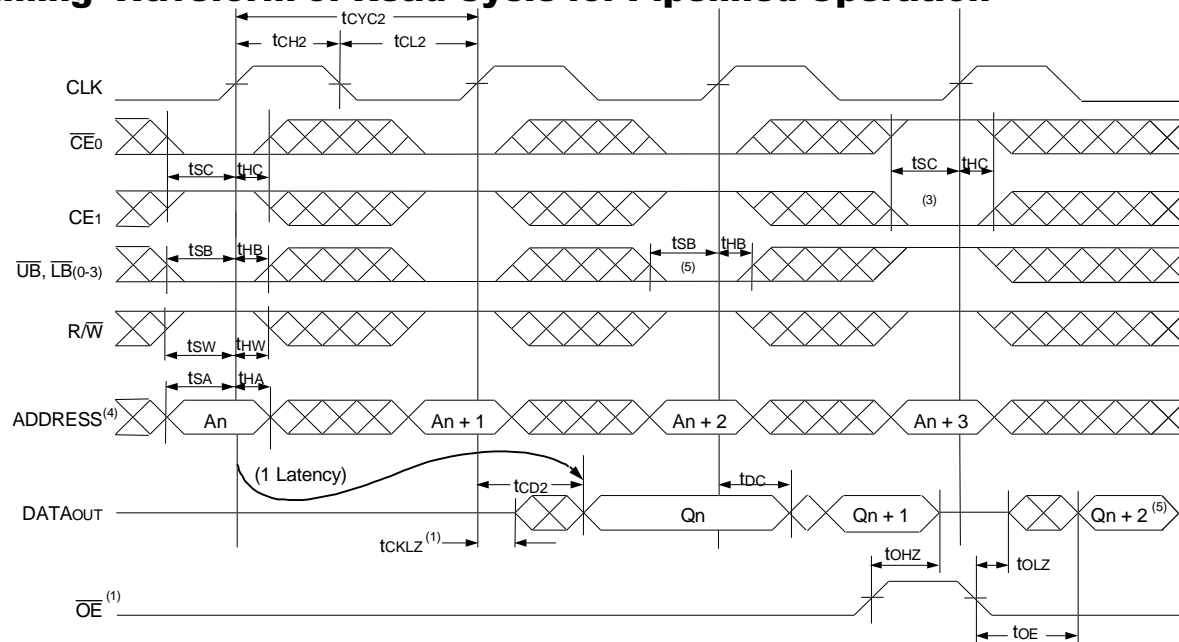 Timing Waveform of Read Cycle for Pipelined Operation
tCYC2
tCH2 tCL2
CLK
CE0
tSC tHC tSC tHC
(3)
CE1
tSB tHB tSB tHB
UB, LB(0-3) (5)
R/W
tSW tHW
tSA tHA
ADDRESS(4) An An + 1 An + 2 An + 3
(1 Latency)
tCD2 tDC
DATAOUT Qn Qn + 1 Qn + 2 (5)
tCKLZ (1)
tOHZ tOLZ
OE (1)
tOE